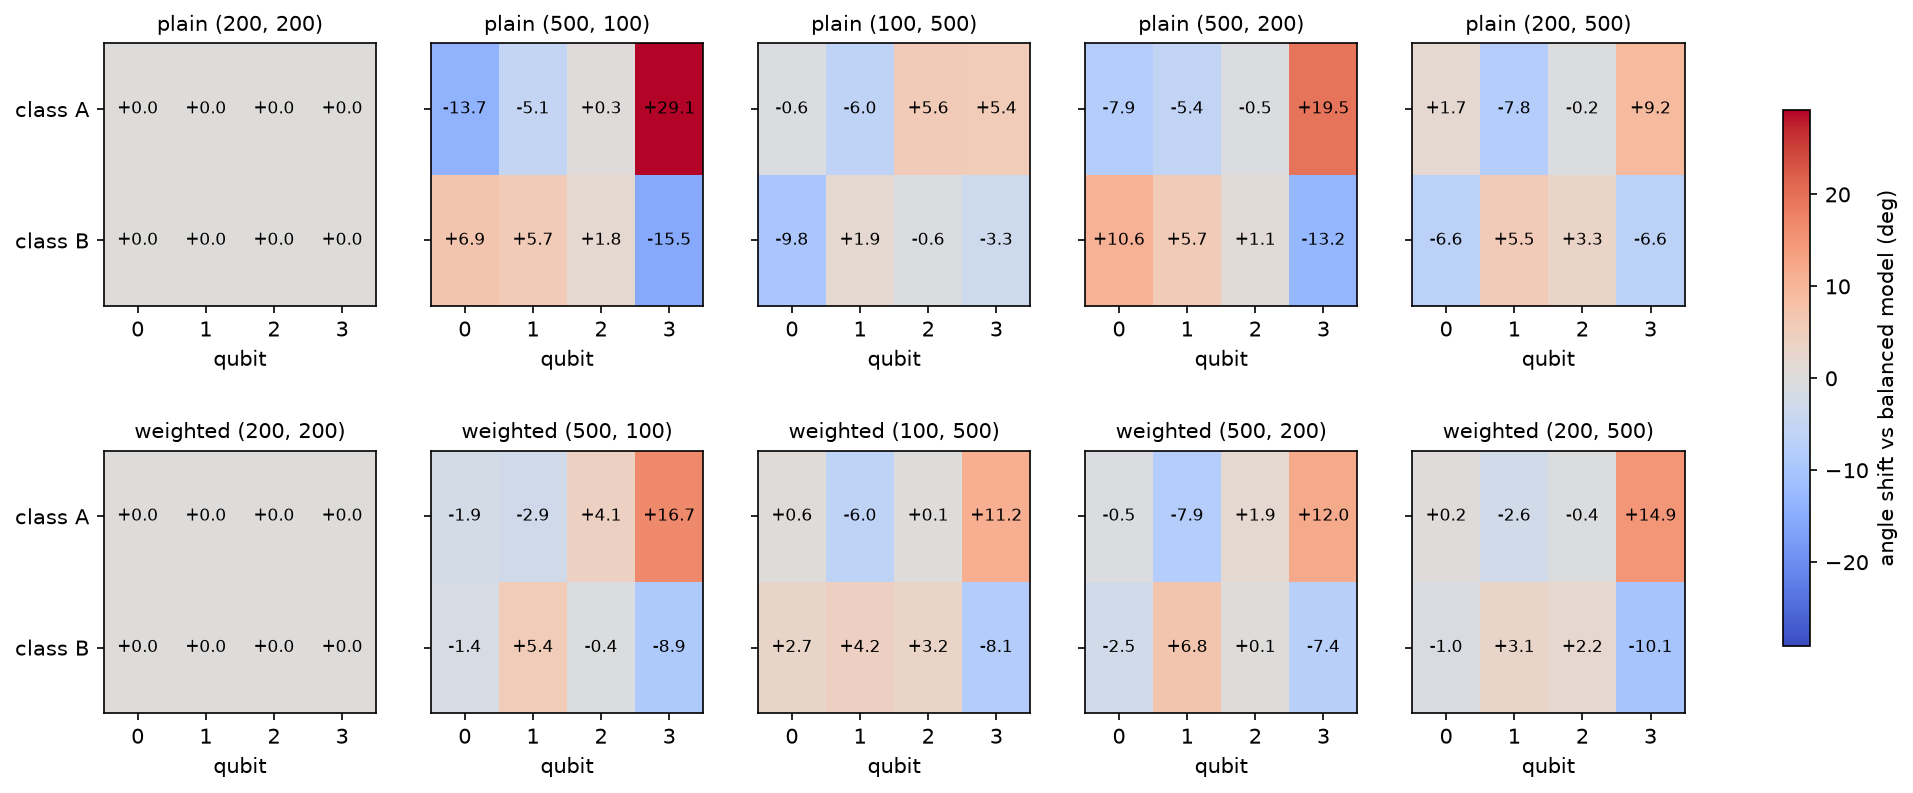 plain (200, 200) plain (500, 100) plain (100, 500) plain (500, 200) plain (200, 500)
class A +0.0 +0.0 +0.0 +0.0 -13.7 -5.1 +0.3 +29.1 -0.6 -6.0 +5.6 +5.4 -7.9 -5.4 -0.5 +19.5 +1.7 -7.8 -0.2 +9.2
class B +0.0 +0.0 +0.0 +0.0 +6.9 +5.7 +1.8 -15.5 -9.8 +1.9 -0.6 -3.3 +10.6 +5.7 +1.1 -13.2 -6.6 +5.5 +3.3 -6.6
0 1 2 3 0 1 2 3 0 1 2 3 0 1 2 3 0 1 2 3
qubit qubit qubit qubit qubit
weighted (200, 200) weighted (500, 100) weighted (100, 500) weighted (500, 200) weighted (200, 500)
class A +0.0 +0.0 +0.0 +0.0 -1.9 -2.9 +4.1 +16.7 +0.6 -6.0 +0.1 +11.2 -0.5 -7.9 +1.9 +12.0 +0.2 -2.6 -0.4 +14.9
class B +0.0 +0.0 +0.0 +0.0 -1.4 +5.4 -0.4 -8.9 +2.7 +4.2 +3.2 -8.1 -2.5 +6.8 +0.1 -7.4 -1.0 +3.1 +2.2 -10.1
0 1 2 3 0 1 2 3 0 1 2 3 0 1 2 3 0 1 2 3
qubit qubit qubit qubit qubit
20
10
0
−10
−20
angle shift vs balanced model (deg)